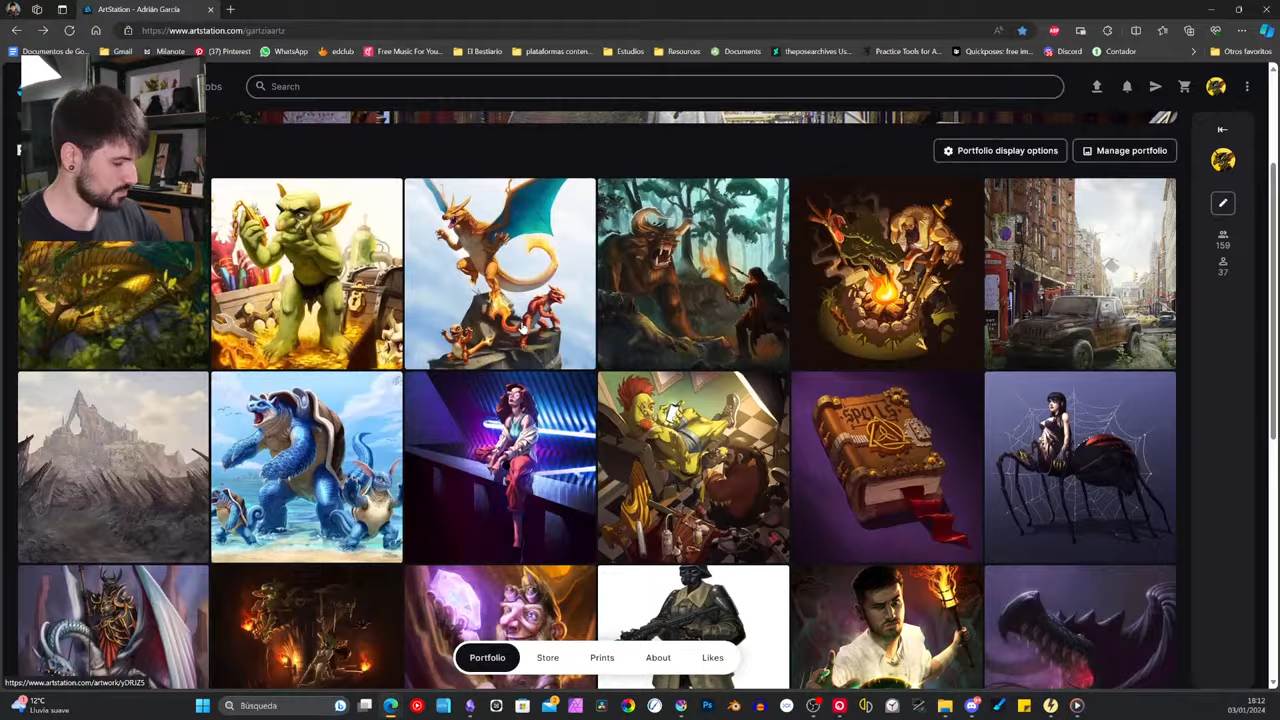 ArtStation - Adrián García
https://www.artstation.com/gartziaartz
Documentos de G...
Gmail
Milanote
(37) Pinterest
WhatsApp
edclub
Free Music For You...
El Bestiario
plataformas conten...
Estudios
Resources
Documents
theposearchives Us...
Practice Tools for A...
Quickposes: free im...
Discord
Contador
Otros favoritos
obs
Search
Portfolio display options
Manage portfolio
159
37
SPELLS
Portfolio
Store
Prints
About
Likes
https://www.artstation.com/artwork/yDRJZ5
12°C
Lluvia suave
Búsqueda
18:12
03/01/2024